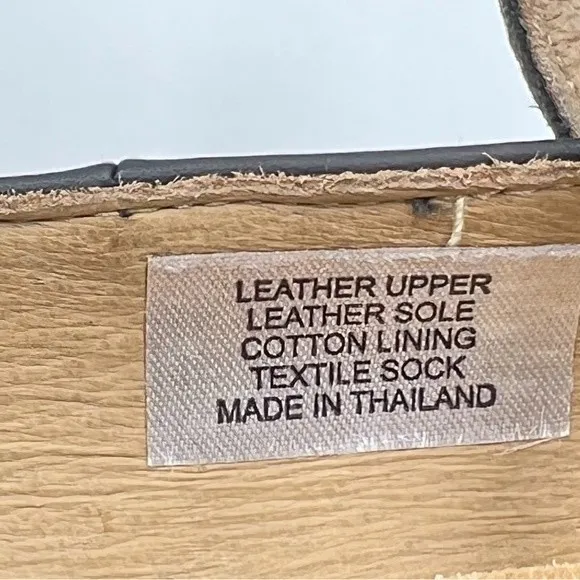 LEATHER UPPER
LEATHER SOLE
COTTON LINING
TEXTILE SOCK
MADE IN THAILAND